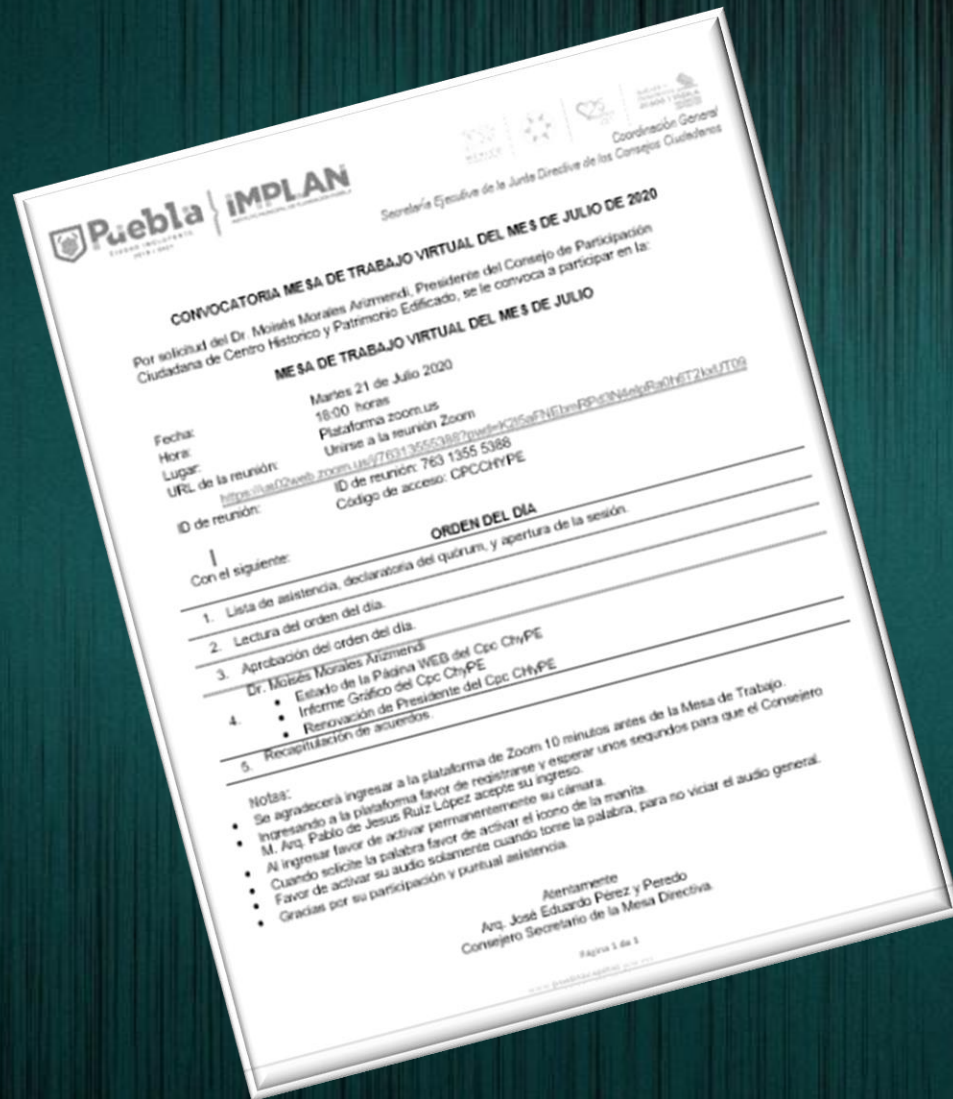 Puebla
IMPLAN
Coordinación General
Secretaría Ejecutiva de la Junta Directiva de los Consejos Ciudadanos
CONVOCATORIA MESA DE TRABAJO VIRTUAL DEL MES DE JULIO DE 2020
Por solicitud del Dr. Moisés Morales Arizmendi, Presidente del Consejo de Participación
Ciudadana de Centro Historico y Patrimonio Edificado, se le convoca a participar en la:
MESA DE TRABAJO VIRTUAL DEL MES DE JULIO
Fecha: Martes 21 de Julio 2020
Hora: 18:00 horas
Lugar: Plataforma zoom.us
URL de la reunión: Unirse a la reunión Zoom
ID de reunión: ID de reunión: 763 1355 5388
Código de acceso: CPCCHYPE
Con el siguiente:
ORDEN DEL DÍA
1. Lista de asistencia, declaratoria del quórum, y apertura de la sesión.
2. Lectura del orden del día.
3. Aprobación del orden del día.
Dr. Moisés Morales Arizmendi
4. • Estado de la Página WEB del Cpc ChyPE
• Informe Gráfico del Cpc ChyPE
• Renovación de Presidente del Cpc CHyPE
5. Recapitulación de acuerdos.
Notas:
• Se agradecerá ingresar a la plataforma de Zoom 10 minutos antes de la Mesa de Trabajo.
• Ingresando a la plataforma favor de registrarse y esperar unos segundos para que el Consejero
M. Arq. Pablo de Jesus Ruiz López acepte su ingreso.
• Al ingresar favor de activar permanentemente su cámara.
• Cuando solicite la palabra favor de activar el icono de la manita.
• Favor de activar su audio solamente cuando tome la palabra, para no viciar el audio general.
• Gracias por su participación y puntual asistencia.
Atentamente
Arq. José Eduardo Pérez y Peredo
Consejero Secretario de la Mesa Directiva.
Página 1 de 1